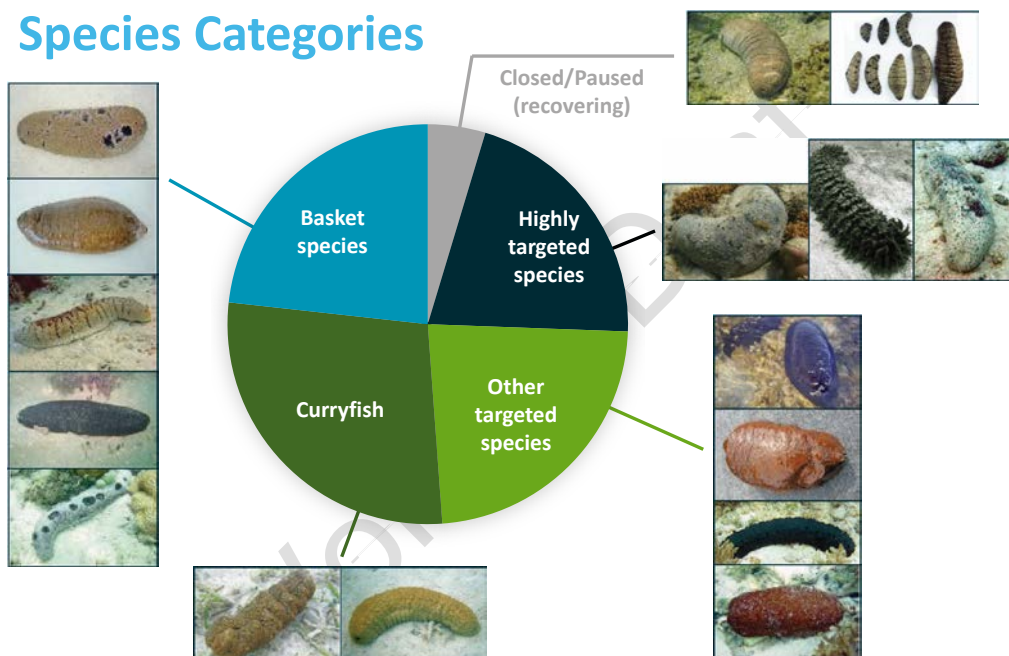 Species Categories
Closed/Paused
(recovering)
Basket
species
Highly
targeted
species
Curryfish
Other
targeted
species